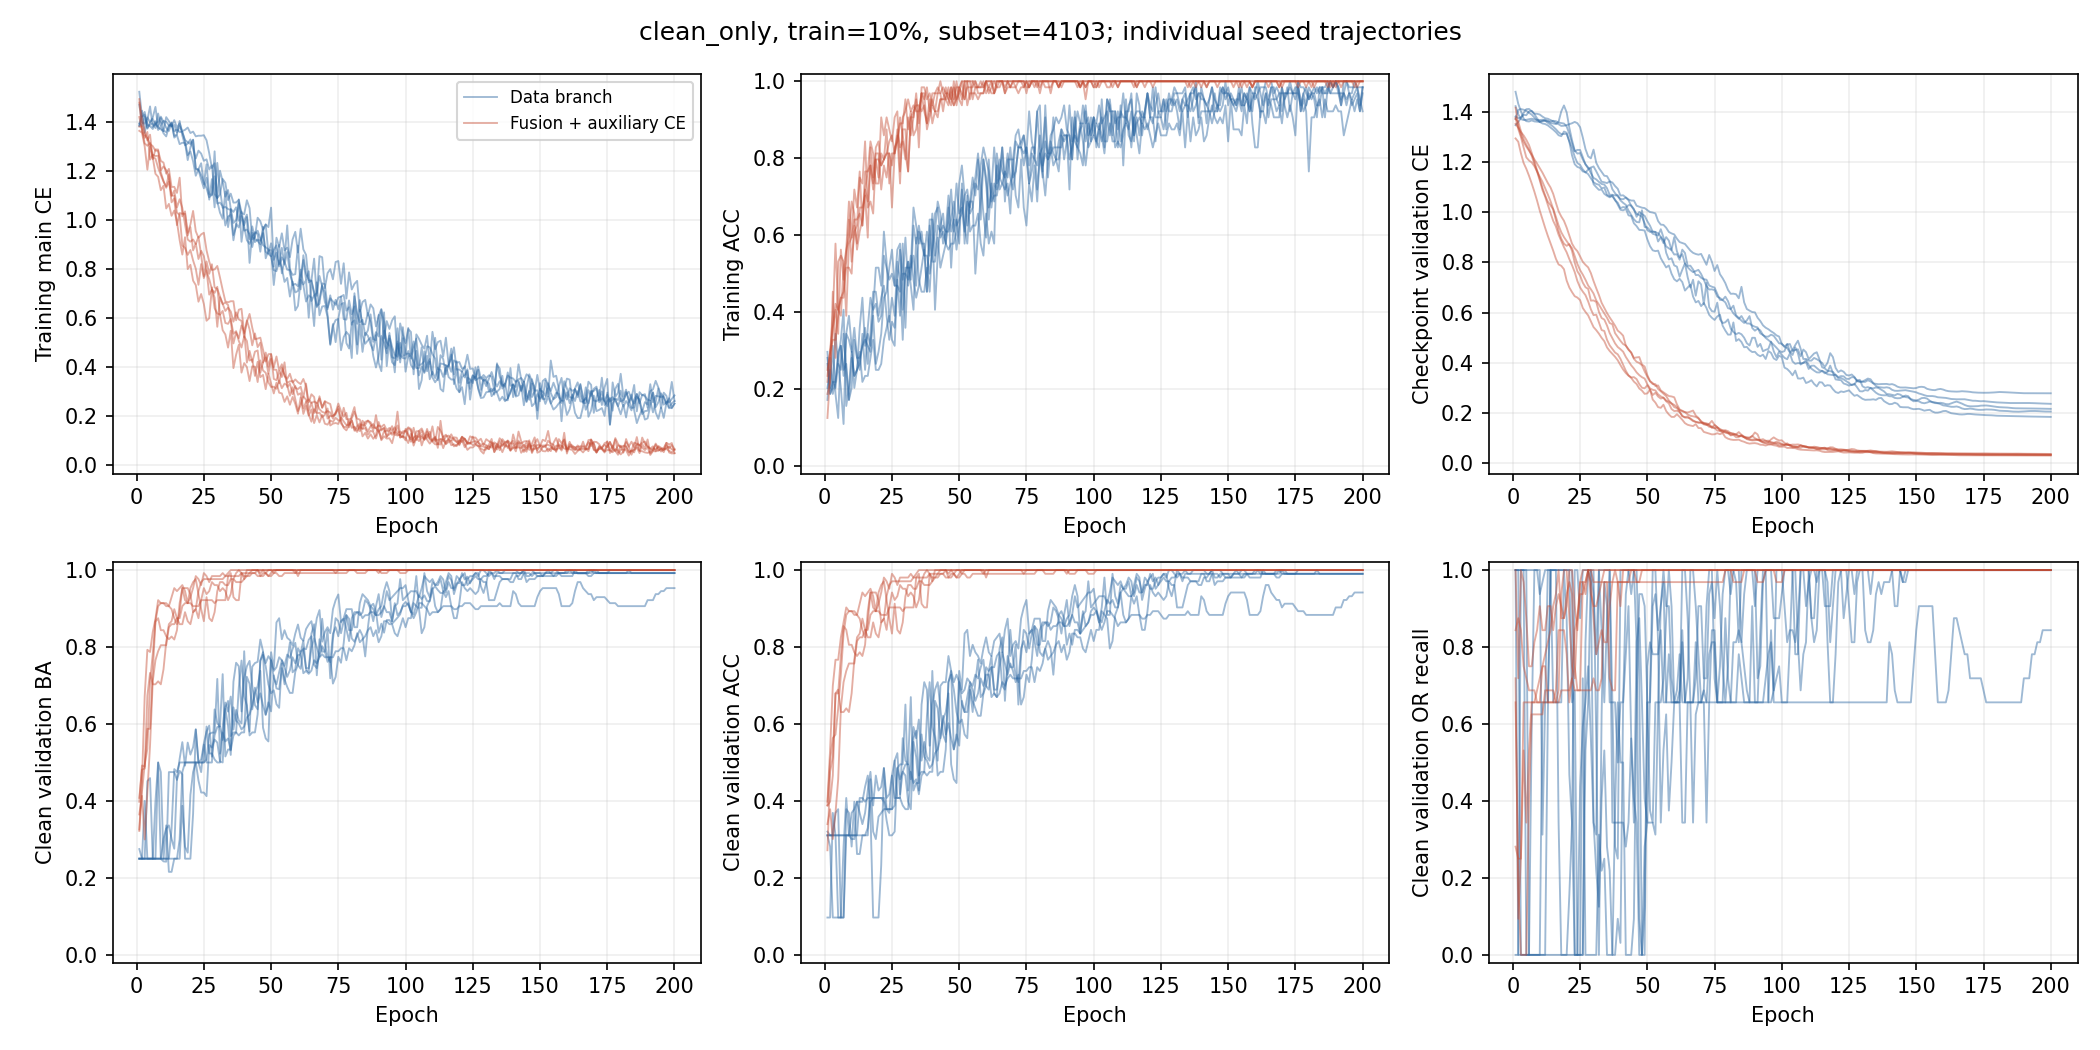 clean_only, train=10%, subset=4103; individual seed trajectories
Training main CE
1.4
1.2
1.0
0.8
0.6
0.4
0.2
0.0
Data branch
Fusion + auxiliary CE
0 25 50 75 100 125 150 175 200
Epoch
Training ACC
1.0
0.8
0.6
0.4
0.2
0.0
0 25 50 75 100 125 150 175 200
Epoch
Checkpoint validation CE
1.4
1.2
1.0
0.8
0.6
0.4
0.2
0.0
0 25 50 75 100 125 150 175 200
Epoch
Clean validation BA
1.0
0.8
0.6
0.4
0.2
0.0
0 25 50 75 100 125 150 175 200
Epoch
Clean validation ACC
1.0
0.8
0.6
0.4
0.2
0.0
0 25 50 75 100 125 150 175 200
Epoch
Clean validation OR recall
1.0
0.8
0.6
0.4
0.2
0.0
0 25 50 75 100 125 150 175 200
Epoch